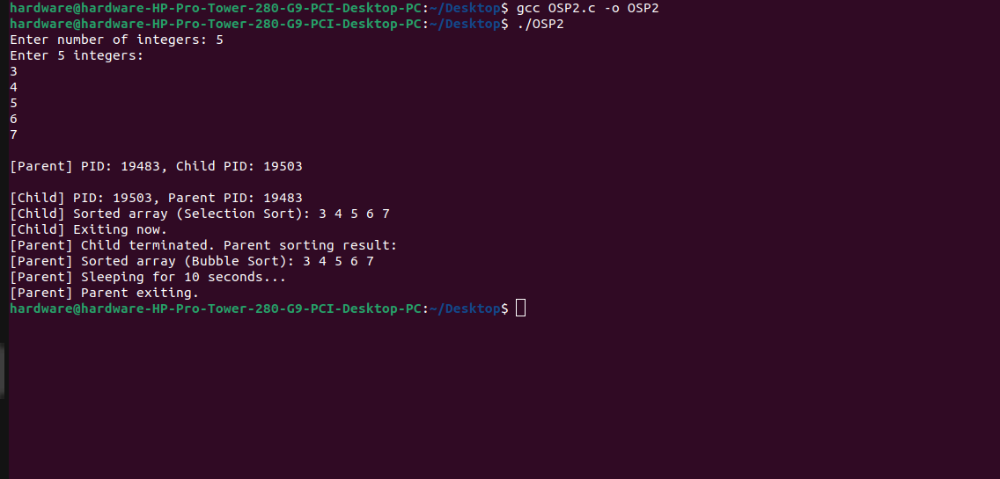 hardware@hardware-HP-Pro-Tower-280-G9-PCI-Desktop-PC:~/Desktop$ gcc OSP2.c -o OSP2
hardware@hardware-HP-Pro-Tower-280-G9-PCI-Desktop-PC:~/Desktop$ ./OSP2
Enter number of integers: 5
Enter 5 integers:
3
4
5
6
7
[Parent] PID: 19483, Child PID: 19503
[Child] PID: 19503, Parent PID: 19483
[Child] Sorted array (Selection Sort): 3 4 5 6 7
[Child] Exiting now.
[Parent] Child terminated. Parent sorting result:
[Parent] Sorted array (Bubble Sort): 3 4 5 6 7
[Parent] Sleeping for 10 seconds...
[Parent] Parent exiting.
hardware@hardware-HP-Pro-Tower-280-G9-PCI-Desktop-PC:~/Desktop$